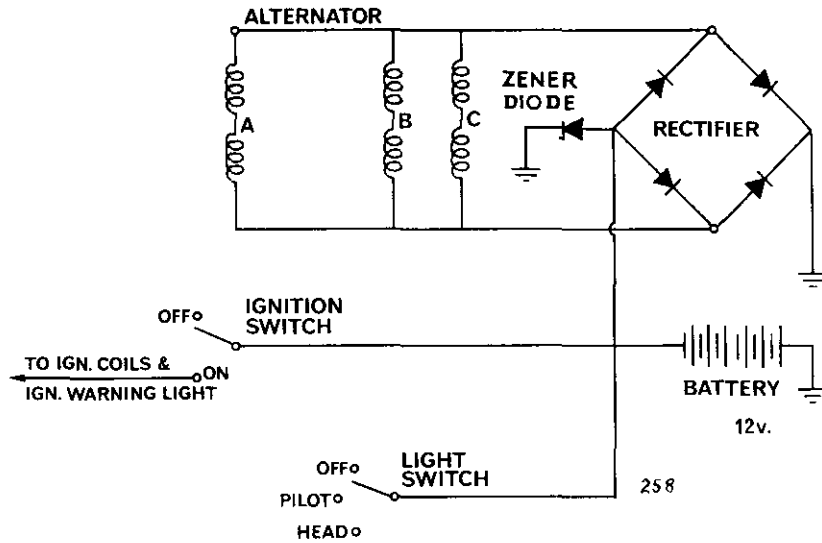 ALTERNATOR
A
B
C
ZENER
DIODE
RECTIFIER
OFF
IGNITION
SWITCH
TO IGN. COILS &
IGN. WARNING LIGHT
ON
BATTERY
12v.
OFF
LIGHT
SWITCH
PILOT
HEAD
258